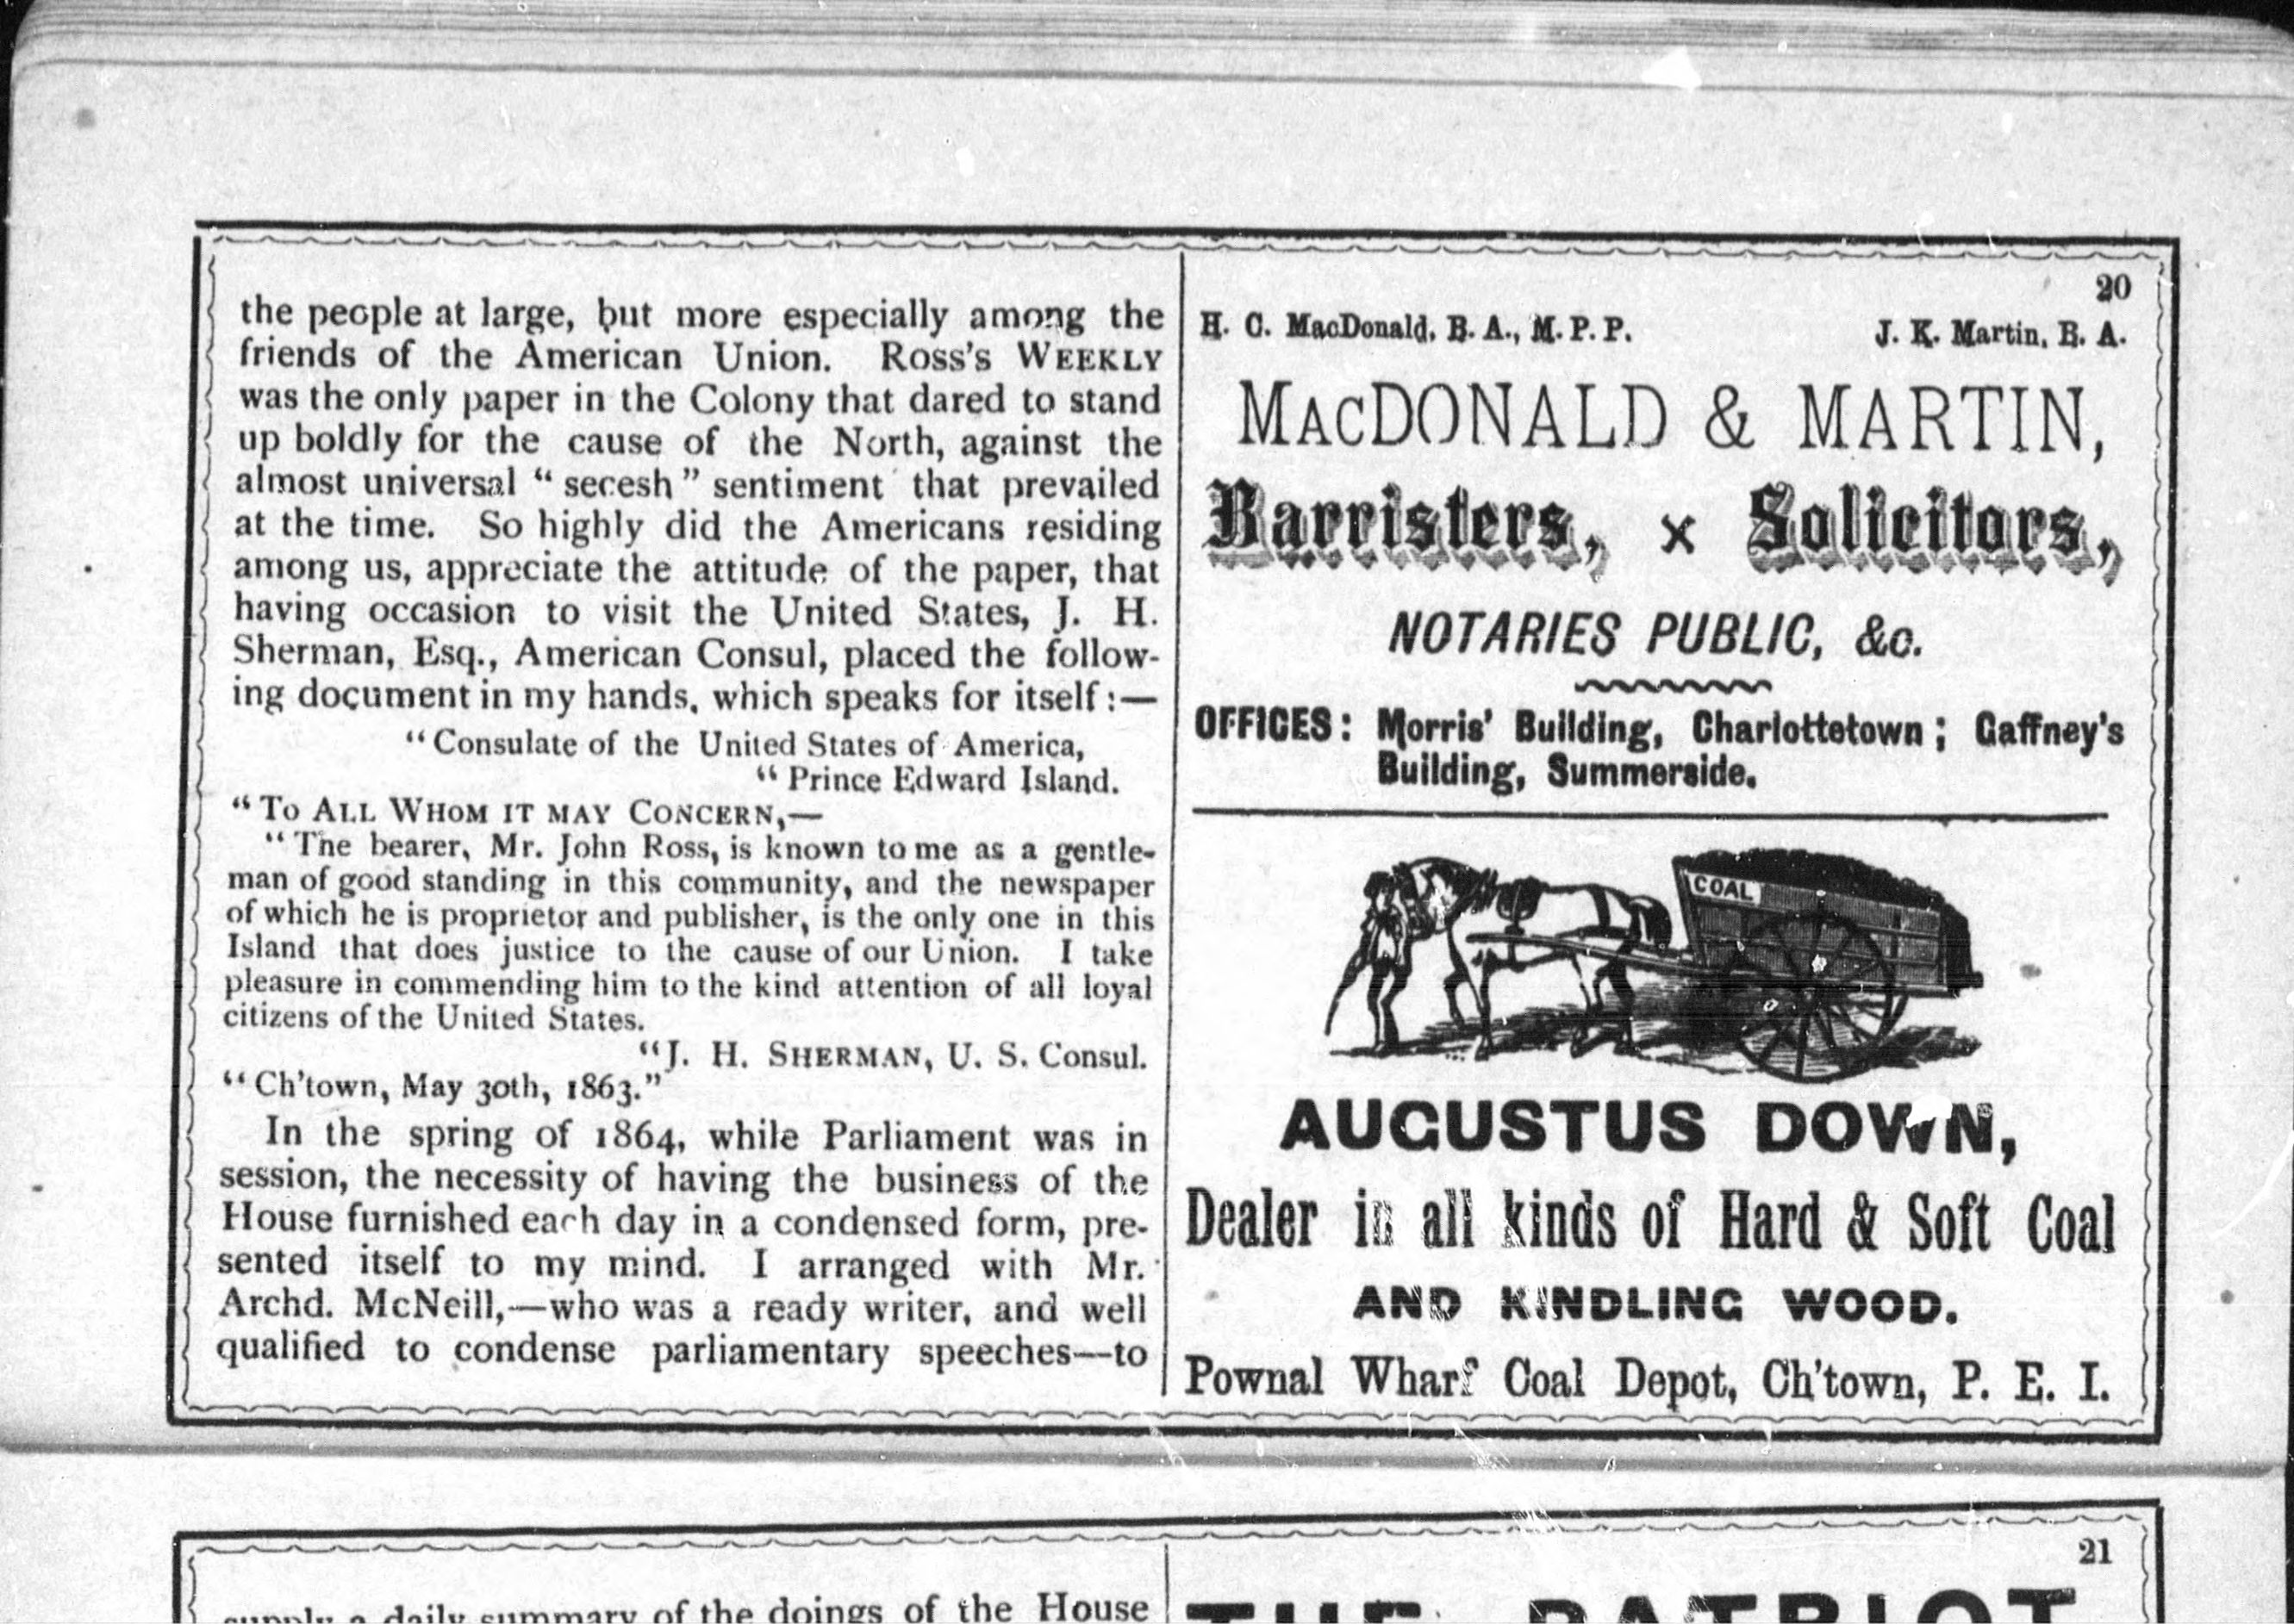 the people at large, but more especially among the
friends of the American Union. ROSS'S WEEKLY
was the only paper in the Colony that dared to stand
up boldly for the cause of the North, against the
almost universal “ secesh ” sentiment that prevailed
at the time. So highly did the Americans residing
among us, appreciate the attitude of the paper, that
having occasion to visit the United States, J. H.
Sherman, Esq., American Consul, placed the follow-
ing document in my hands, which speaks for itself :—
“ Consulate of the United States of America,
“ Prince Edward Island.
“ TO ALL WHOM IT MAY CONCERN,—
“ The bearer, Mr. John Ross, is known to me as a gentle-
man of good standing in this community, and the newspaper
of which he is proprietor and publisher, is the only one in this
Island that does justice to the cause of our Union. I take
pleasure in commending him to the kind attention of all loyal
citizens of the United States.
“J. H. SHERMAN, U. S. Consul.
“ Ch'town, May 30th, 1863.”
In the spring of 1864, while Parliament was in
session, the necessity of having the business of the
House furnished each day in a condensed form, pre-
sented itself to my mind. I arranged with Mr.
Archd. McNeill,—who was a ready writer, and well
qualified to condense parliamentary speeches—to
20
H. C. MacDonald, B. A., M. P. P. J. K. Martin, B. A.
MACDONALD & MARTIN,
Barristers, x Solicitors,
NOTARIES PUBLIC, &c.
OFFICES: Morris' Building, Charlottetown; Gaffney's
Building, Summerside.
COAL
AUGUSTUS DOWN,
Dealer in all kinds of Hard & Soft Coal
AND KINDLING WOOD.
Pownal Wharf Coal Depot, Ch'town, P. E. I.
supply a daily summary of the doings of the House
21
THE PATRIOT